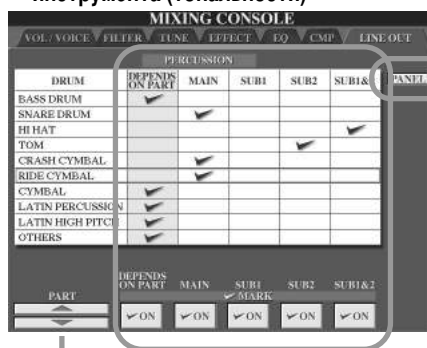 инструмента (тональности)
MIXING CONSOLE
VOL/VOICE FILTER TUNE EFFECT EQ CMP LINE OUT
PERCUSSION
DRUM DEPENDS ON PART MAIN SUB1 SUB2 SUB1& PANEL
BASS DRUM
SNARE DRUM
HI HAT
TOM
CRASH CYMBAL
RIDE CYMBAL
CYMBAL
LATIN PERCUSSION
LATIN HIGH PITCH
OTHERS
DEPENDS ON PART MAIN SUB1 SUB2 SUB1&2
PART ✓ MARK
✓ON ✓ON ✓ON ✓ON ✓ON